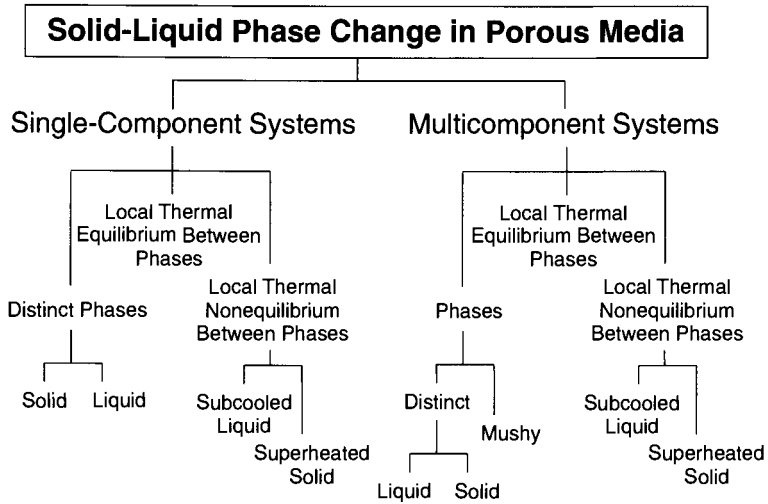 Solid-Liquid Phase Change in Porous Media
Single-Component Systems
Multicomponent Systems
Local Thermal
Equilibrium Between
Phases
Local Thermal
Equilibrium Between
Phases
Distinct Phases
Local Thermal
Nonequilibrium
Between Phases
Phases
Local Thermal
Nonequilibrium
Between Phases
Solid
Liquid
Subcooled
Liquid
Superheated
Solid
Distinct
Mushy
Liquid
Solid
Subcooled
Liquid
Superheated
Solid